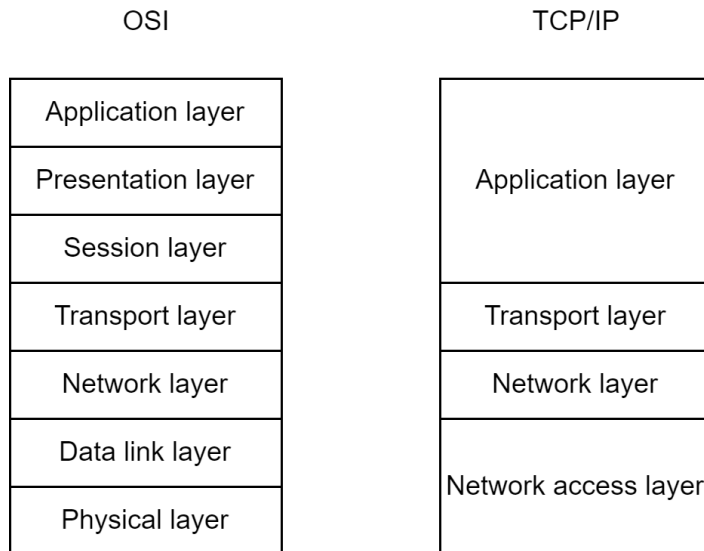 OSI
TCP/IP
Application layer
Presentation layer
Session layer
Transport layer
Network layer
Data link layer
Physical layer
Application layer
Transport layer
Network layer
Network access layer